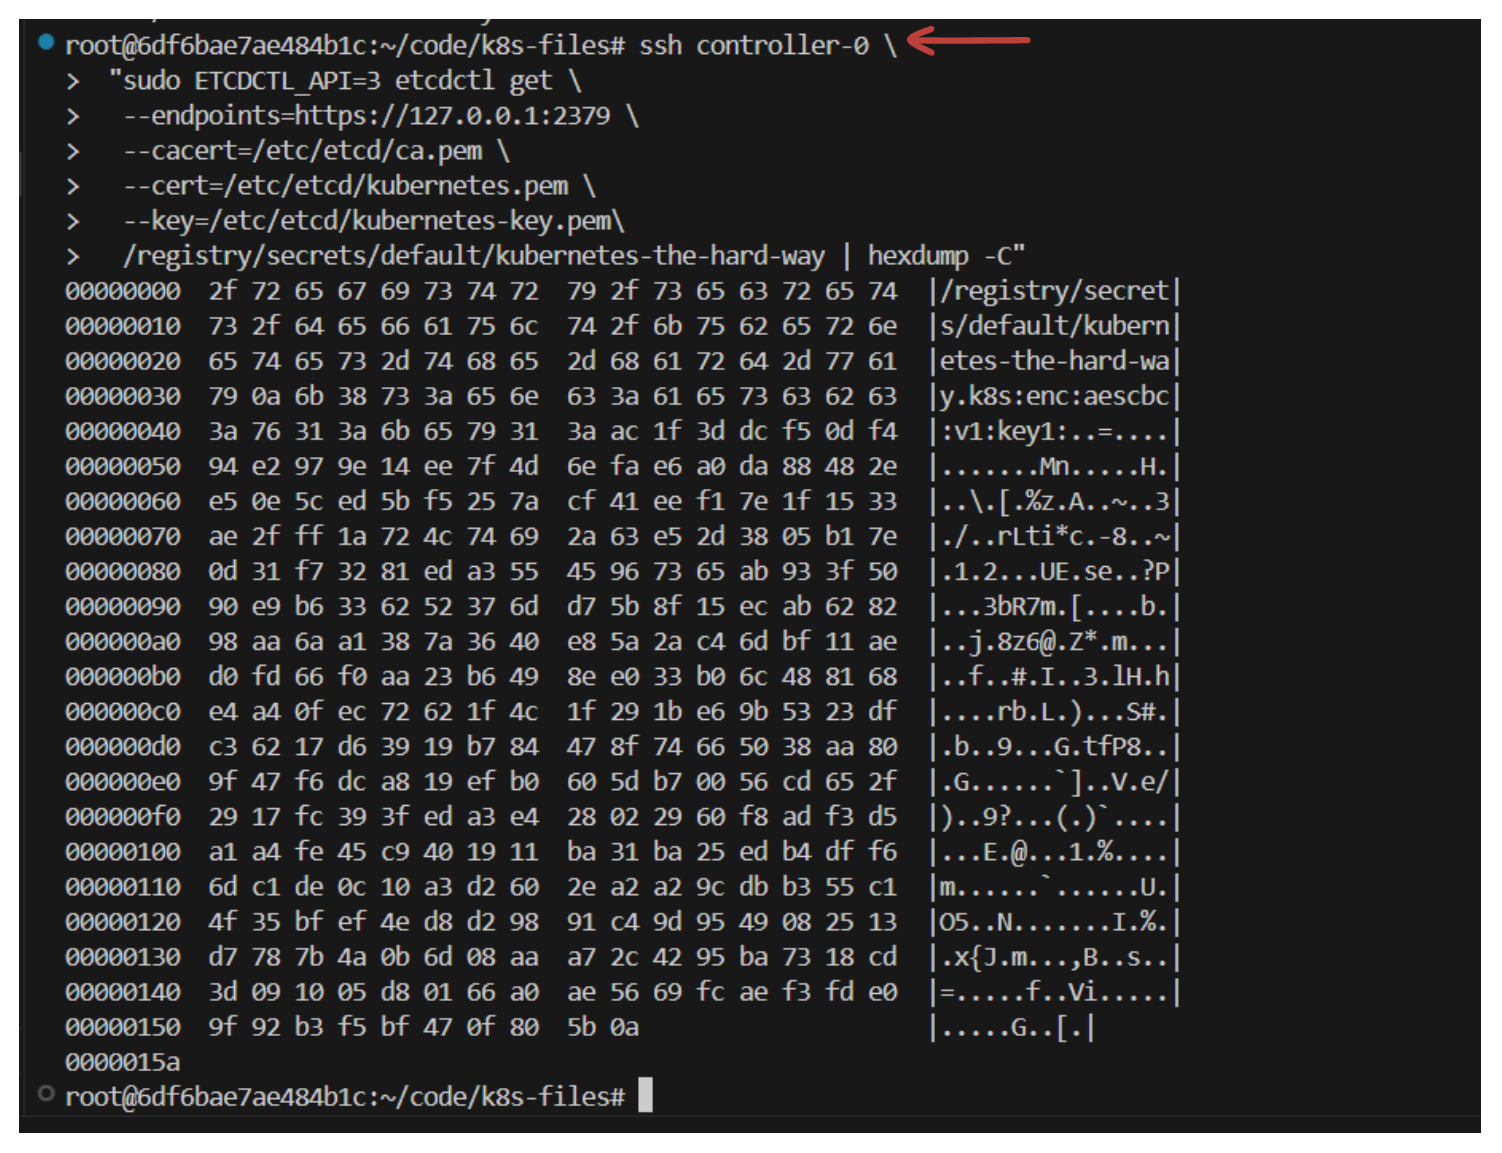 root@6df6bae7ae484b1c:~/code/k8s-files# ssh controller-0 \
>  "sudo ETCDCTL_API=3 etcdctl get \
>   --endpoints=https://127.0.0.1:2379 \
>   --cacert=/etc/etcd/ca.pem \
>   --cert=/etc/etcd/kubernetes.pem \
>   --key=/etc/etcd/kubernetes-key.pem\
>   /registry/secrets/default/kubernetes-the-hard-way | hexdump -C"
00000000  2f 72 65 67 69 73 74 72  79 2f 73 65 63 72 65 74  |/registry/secret|
00000010  73 2f 64 65 66 61 75 6c  74 2f 6b 75 62 65 72 6e  |s/default/kubern|
00000020  65 74 65 73 2d 74 68 65  2d 68 61 72 64 2d 77 61  |etes-the-hard-wa|
00000030  79 0a 6b 38 73 3a 65 6e  63 3a 61 65 73 63 62 63  |y.k8s:enc:aescbc|
00000040  3a 76 31 3a 6b 65 79 31  3a ac 1f 3d dc f5 0d f4  |:v1:key1:..=....|
00000050  94 e2 97 9e 14 ee 7f 4d  6e fa e6 a0 da 88 48 2e  |.......Mn.....H.|
00000060  e5 0e 5c ed 5b f5 25 7a  cf 41 ee f1 7e 1f 15 33  |..\.[.%z.A..~..3|
00000070  ae 2f ff 1a 72 4c 74 69  2a 63 e5 2d 38 05 b1 7e  |./..rLti*c.-8..~|
00000080  0d 31 f7 32 81 ed a3 55  45 96 73 65 ab 93 3f 50  |.1.2...UE.se..?P|
00000090  90 e9 b6 33 62 52 37 6d  d7 5b 8f 15 ec ab 62 82  |...3bR7m.[....b.|
000000a0  98 aa 6a a1 38 7a 36 40  e8 5a 2a c4 6d bf 11 ae  |..j.8z6@.Z*.m...|
000000b0  d0 fd 66 f0 aa 23 b6 49  8e e0 33 b0 6c 48 81 68  |..f..#.I..3.lH.h|
000000c0  e4 a4 0f ec 72 62 1f 4c  1f 29 1b e6 9b 53 23 df  |....rb.L.)...S#.|
000000d0  c3 62 17 d6 39 19 b7 84  47 8f 74 66 50 38 aa 80  |.b..9...G.tfP8..|
000000e0  9f 47 f6 dc a8 19 ef b0  60 5d b7 00 56 cd 65 2f  |.G......`]..V.e/|
000000f0  29 17 fc 39 3f ed a3 e4  28 02 29 60 f8 ad f3 d5  |)..9?...(.)`....|
00000100  a1 a4 fe 45 c9 40 19 11  ba 31 ba 25 ed b4 df f6  |...E.@...1.%....|
00000110  6d c1 de 0c 10 a3 d2 60  2e a2 a2 9c db b3 55 c1  |m......`......U.|
00000120  4f 35 bf ef 4e d8 d2 98  91 c4 9d 95 49 08 25 13  |O5..N.......I.%.|
00000130  d7 78 7b 4a 0b 6d 08 aa  a7 2c 42 95 ba 73 18 cd  |.x{J.m...,B..s..|
00000140  3d 09 10 05 d8 01 66 a0  ae 56 69 fc ae f3 fd e0  |=.....f..Vi.....|
00000150  9f 92 b3 f5 bf 47 0f 80  5b 0a                    |.....G..[.|
0000015a
root@6df6bae7ae484b1c:~/code/k8s-files#